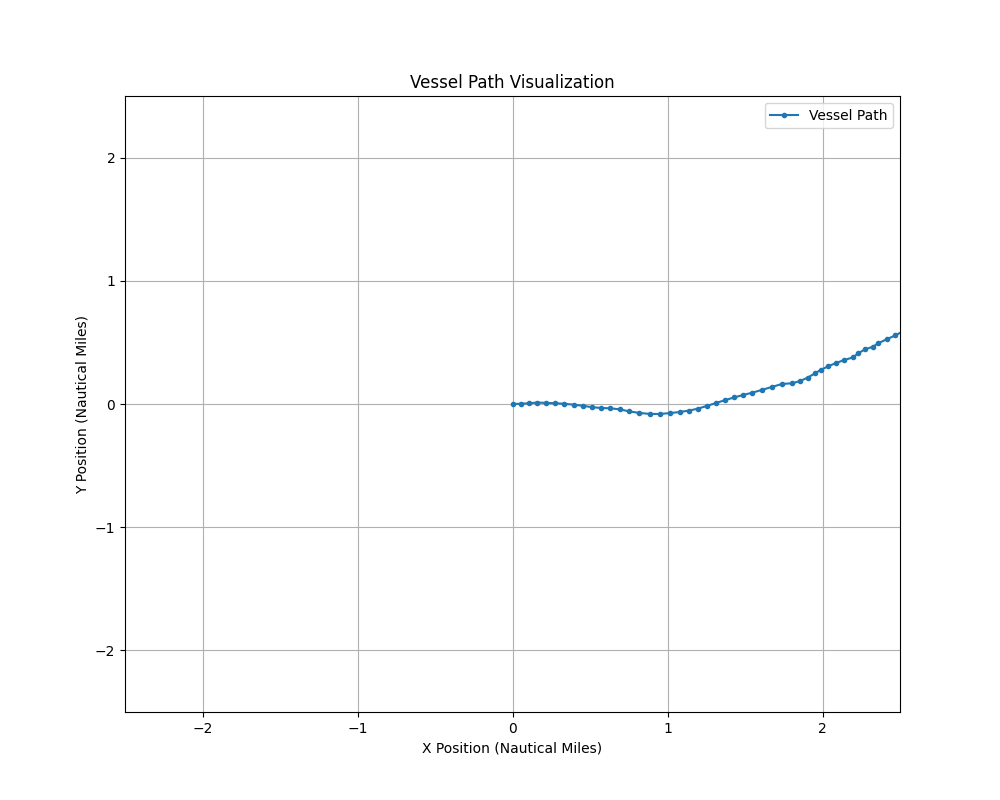 Vessel Path Visualization
Vessel Path
2
1
0
−1
−2
Y Position (Nautical Miles)
−2
−1
0
1
2
X Position (Nautical Miles)